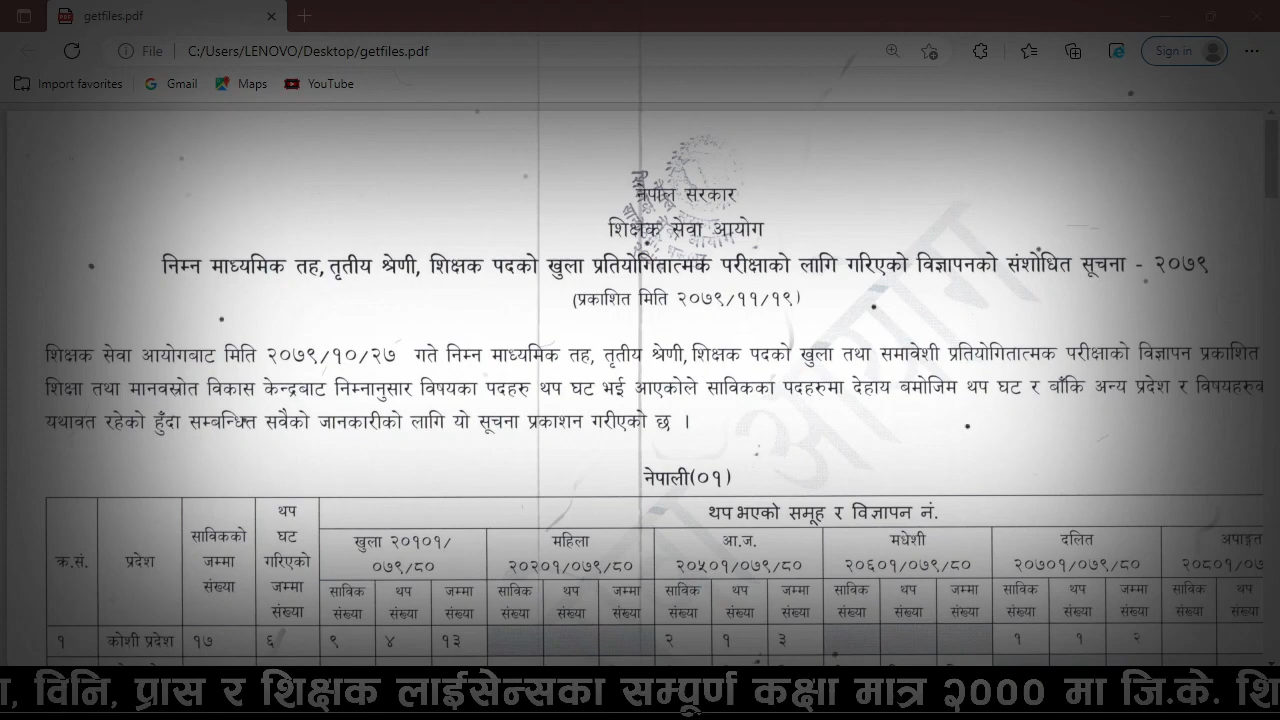 getfiles.pdf
File C:/Users/LENOVO/Desktop/getfiles.pdf Sign in
Import favorites Gmail Maps YouTube
नेपाल सरकार
शिक्षक सेवा आयोग
निम्न माध्यमिक तह, तृतीय श्रेणी, शिक्षक पदको खुला प्रतियोगितात्मक परीक्षाको लागि गरिएको विज्ञापनको संशोधित सूचना - २०७९
(प्रकाशित मिति २०७९/११/१९)
शिक्षक सेवा आयोगबाट मिति २०७९/१०/२७ गते निम्न माध्यमिक तह, तृतीय श्रेणी, शिक्षक पदको खुला तथा समावेशी प्रतियोगितात्मक परीक्षाको विज्ञापन प्रकाशित
शिक्षा तथा मानवस्रोत विकास केन्द्रबाट निम्नानुसार विषयका पदहरु थप घट भई आएकोले साविकका पदहरुमा देहाय बमोजिम थप घट र बाँकि अन्य प्रदेश र विषयहरुव
यथावत रहेको हुँदा सम्बन्धित सवैको जानकारीको लागि यो सूचना प्रकाशन गरीएको छ ।
नेपाली(०१)
क्र.सं. प्रदेश साविकको जम्मा संख्या थप घट गरिएको जम्मा संख्या थप भएको समूह र विज्ञापन नं.
खुला २०१०१/०७९/८० महिला २०२०१/०७९/८० आ.ज. २०५०१/०७९/८० मधेशी २०६०१/०७९/८० दलित २०७०१/०७९/८० अपाङ्गत २०८०१/०७
साविक संख्या थप संख्या जम्मा संख्या साविक संख्या थप संख्या जम्मा संख्या साविक संख्या थप संख्या जम्मा संख्या साविक संख्या थप संख्या जम्मा संख्या साविक संख्या थप संख्या जम्मा संख्या साविक संख्या थप संख्या
१ कोशी प्रदेश १७ ६ ९ ४ १३ २ १ ३ १ १ २
ा, विनि, प्रास र शिक्षक लाईसेन्सका सम्पूर्ण कक्षा मात्र २००० मा जि.के. शि